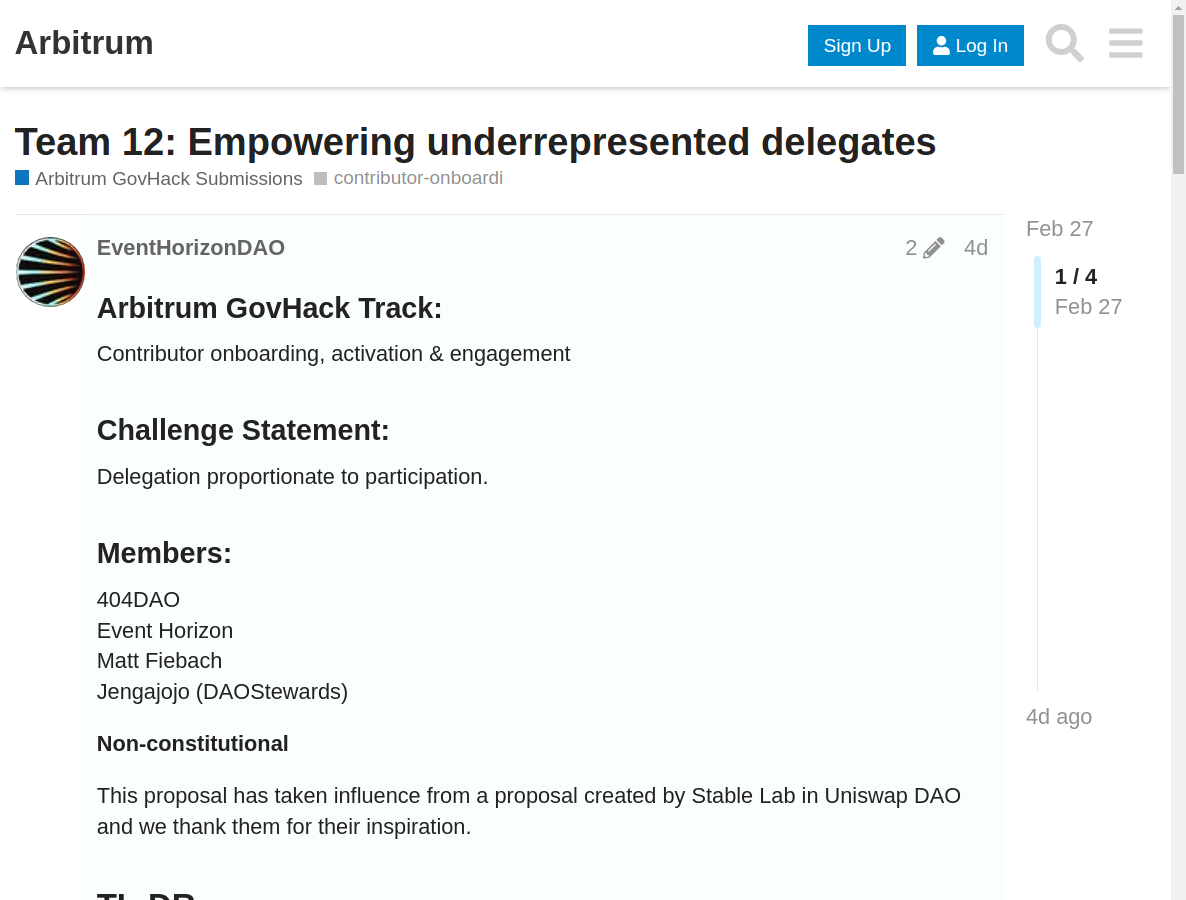 Arbitrum
Sign Up
Log In
Team 12: Empowering underrepresented delegates
Arbitrum GovHack Submissions
contributor-onboardi
EventHorizonDAO
2
4d
Arbitrum GovHack Track:
Contributor onboarding, activation & engagement
Challenge Statement:
Delegation proportionate to participation.
Members:
404DAO
Event Horizon
Matt Fiebach
Jengajojo (DAOStewards)
Non-constitutional
This proposal has taken influence from a proposal created by Stable Lab in Uniswap DAO
and we thank them for their inspiration.
Feb 27
1 / 4
Feb 27
4d ago